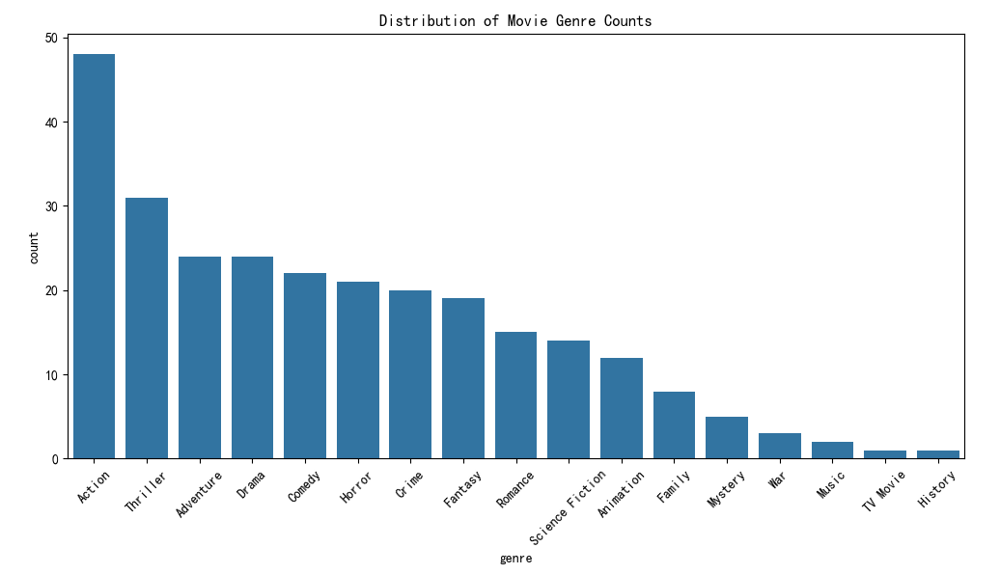 Distribution of Movie Genre Counts
50
40
30
20
10
0
count
Action
Thriller
Adventure
Drama
Comedy
Horror
Crime
Fantasy
Romance
Science Fiction
Animation
Family
Mystery
War
Music
TV Movie
History
genre